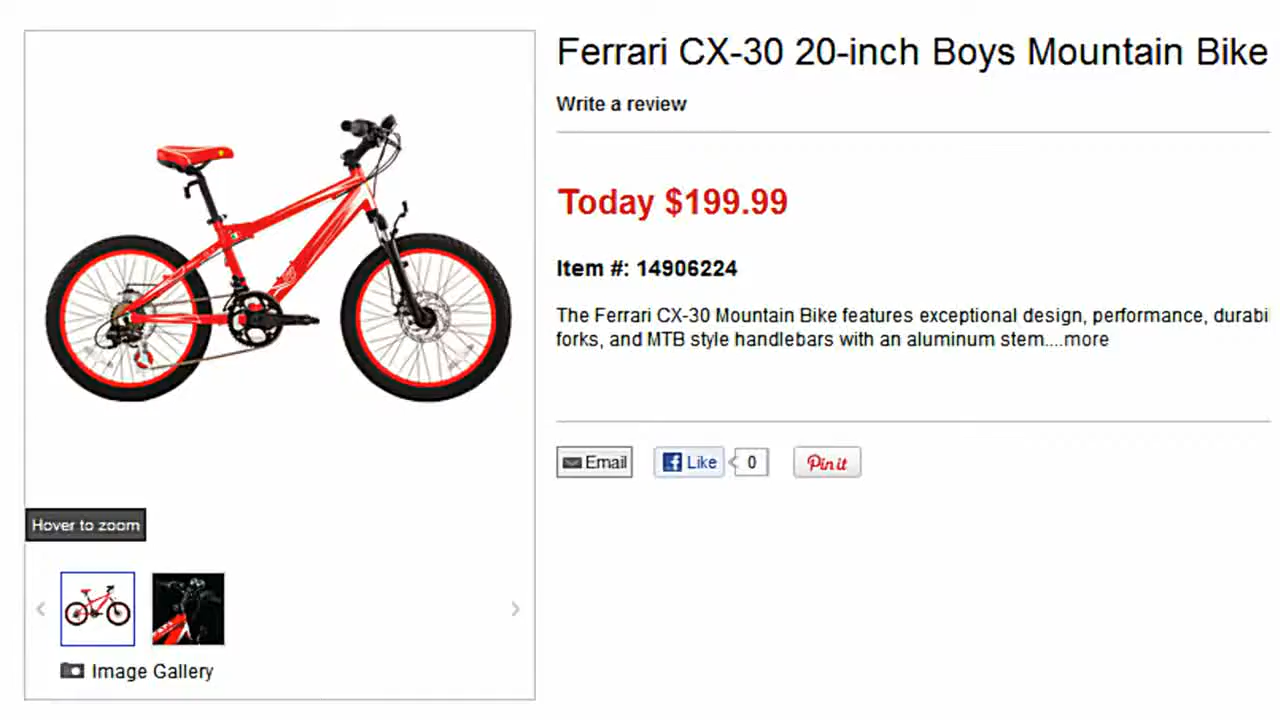 Ferrari CX-30 20-inch Boys Mountain Bike
Write a review
Today $199.99
Item #: 14906224
The Ferrari CX-30 Mountain Bike features exceptional design, performance, durabi
forks, and MTB style handlebars with an aluminum stem....more
Email
Like
0
Pin it
Hover to zoom
Image Gallery